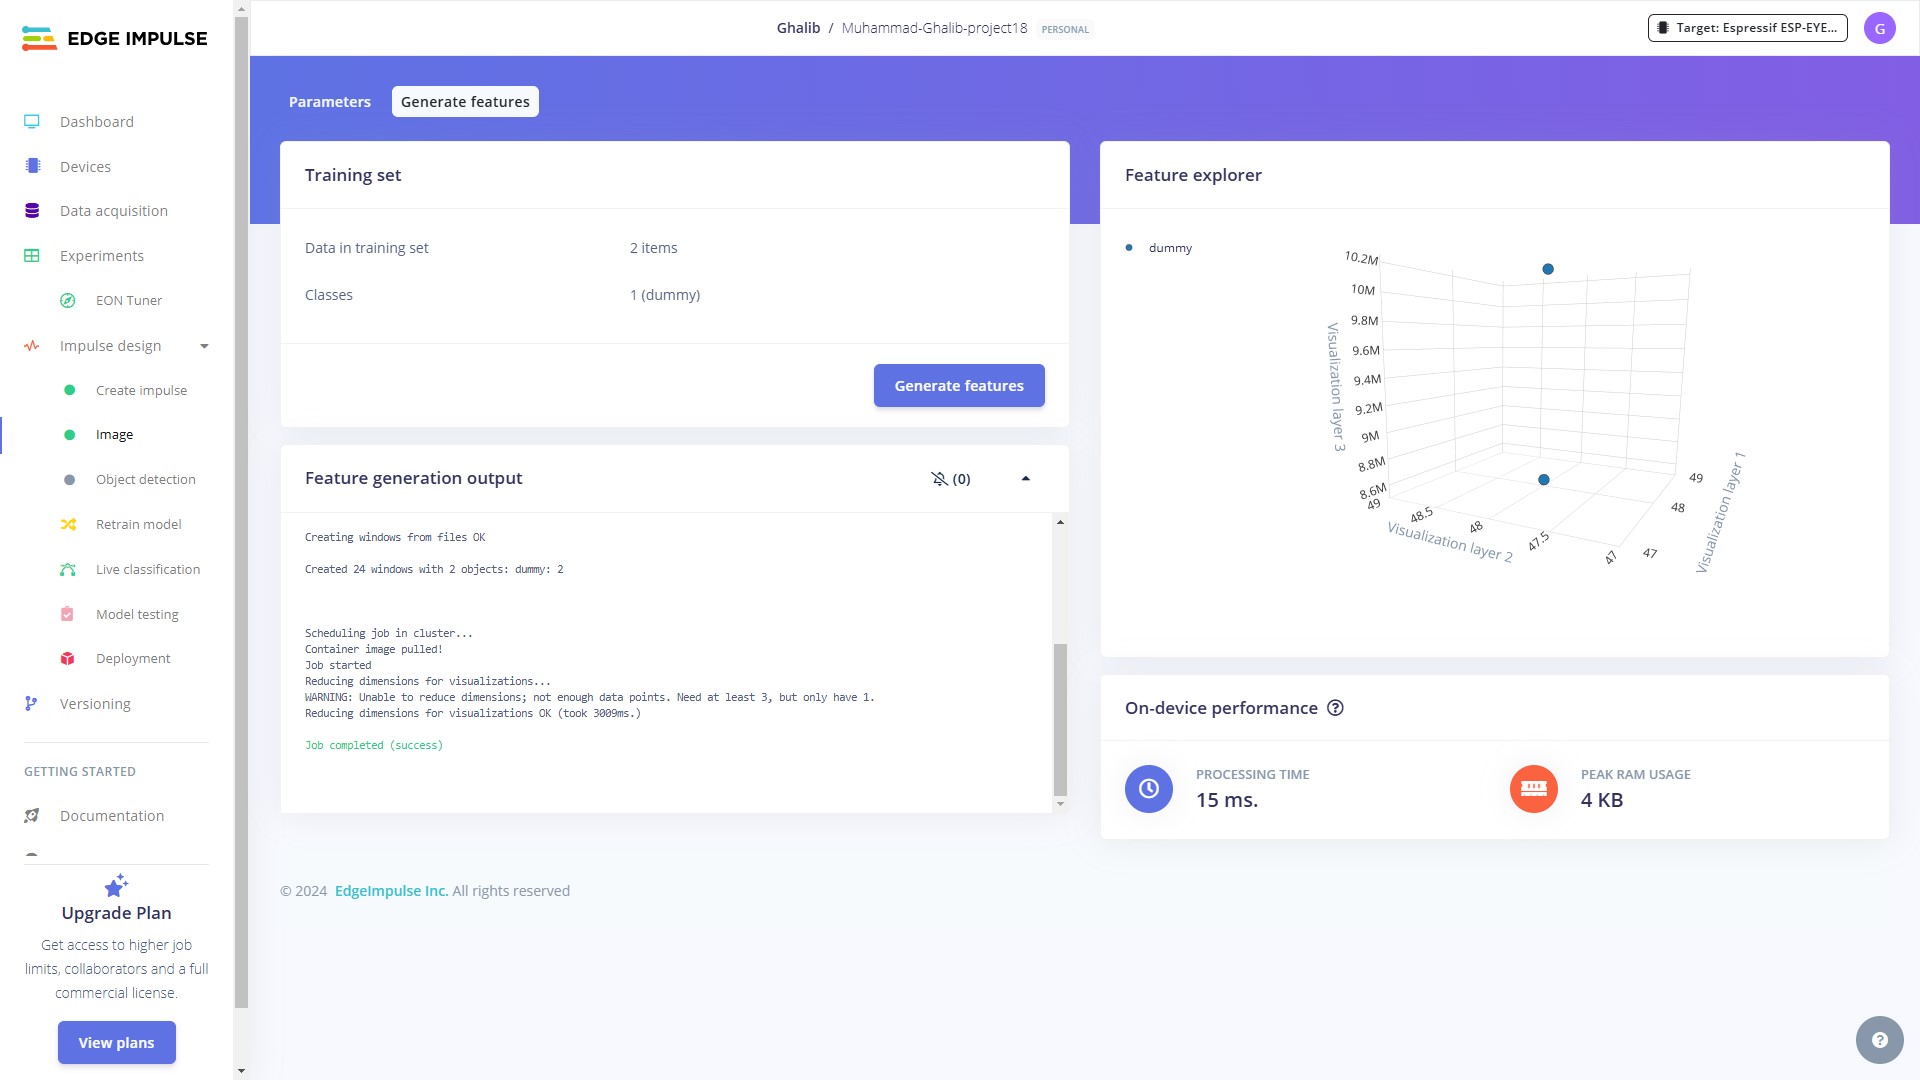 EDGE IMPULSE
Dashboard
Devices
Data acquisition
Experiments
EON Tuner
Impulse design
Create impulse
Image
Object detection
Retrain model
Live classification
Model testing
Deployment
Versioning
GETTING STARTED
Documentation
Upgrade Plan
Get access to higher job
limits, collaborators and a full
commercial license.
View plans
Ghalib / Muhammad-Ghalib-project18 PERSONAL
Target: Espressif ESP-EYE...
G
Parameters
Generate features
Training set
Data in training set 2 items
Classes 1 (dummy)
Generate features
Feature generation output
(0)
Creating windows from files OK
Created 24 windows with 2 objects: dummy: 2
Scheduling job in cluster...
Container image pulled!
Job started
Reducing dimensions for visualizations...
WARNING: Unable to reduce dimensions; not enough data points. Need at least 3, but only have 1.
Reducing dimensions for visualizations OK (took 3009ms.)
Job completed (success)
Feature explorer
dummy
10.2M
10M
9.8M
9.6M
9.4M
9.2M
9M
8.8M
8.6M
Visualization layer 3
49
48.5
48
47.5
47
Visualization layer 2
49
48
47
Visualization layer 1
On-device performance ?
PROCESSING TIME
15 ms.
PEAK RAM USAGE
4 KB
© 2024 EdgeImpulse Inc. All rights reserved
?